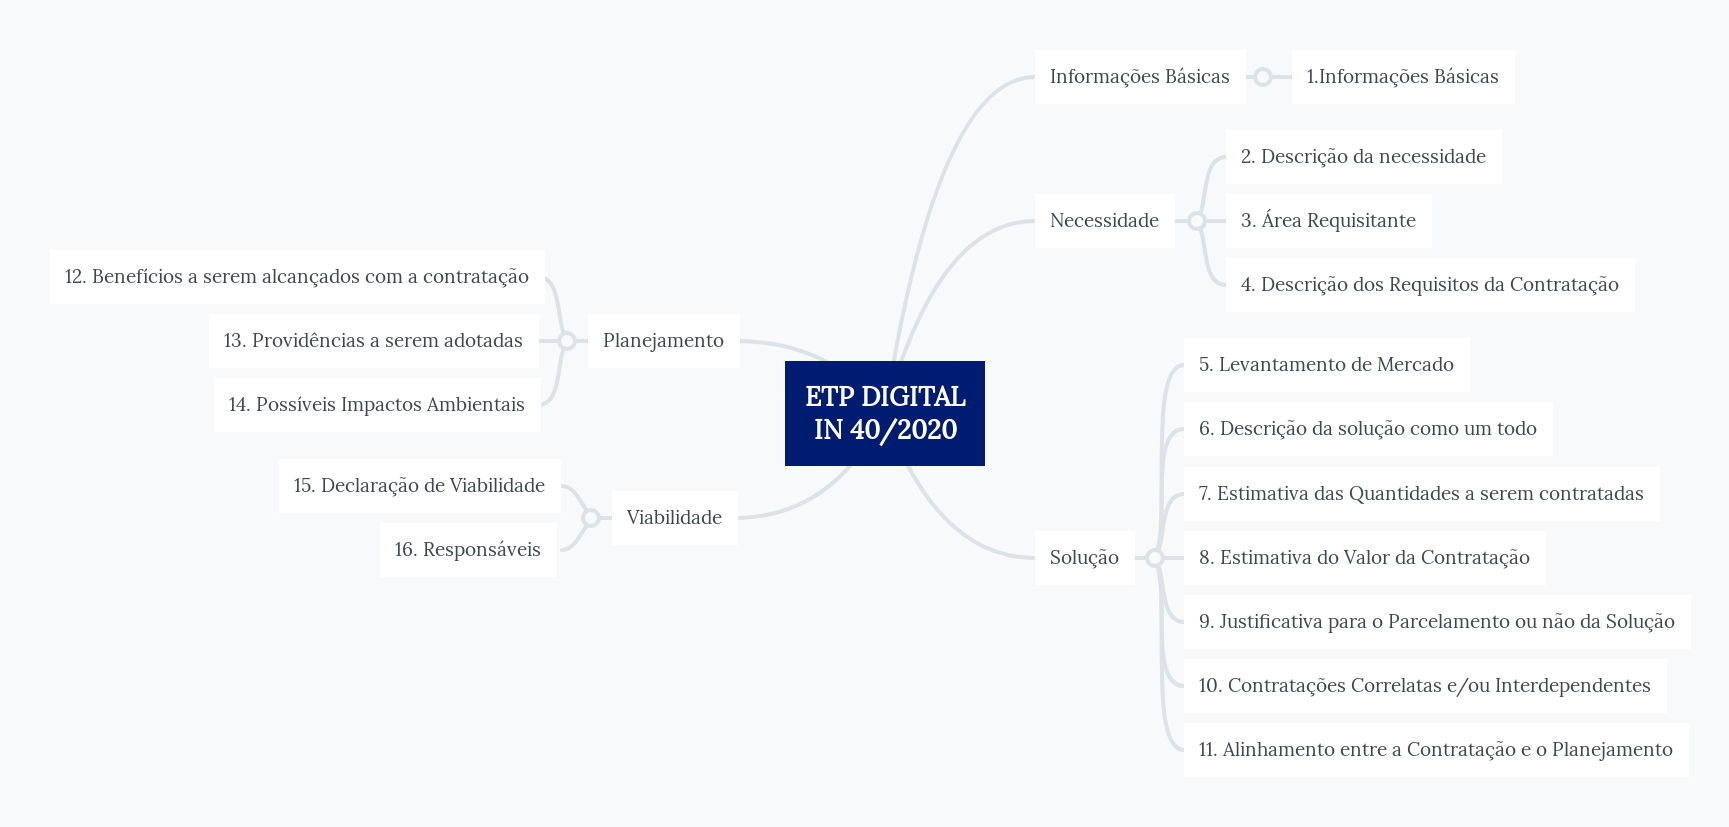 ETP DIGITAL
IN 40/2020
Informações Básicas
1.Informações Básicas
Necessidade
2. Descrição da necessidade
3. Área Requisitante
4. Descrição dos Requisitos da Contratação
Solução
5. Levantamento de Mercado
6. Descrição da solução como um todo
7. Estimativa das Quantidades a serem contratadas
8. Estimativa do Valor da Contratação
9. Justificativa para o Parcelamento ou não da Solução
10. Contratações Correlatas e/ou Interdependentes
11. Alinhamento entre a Contratação e o Planejamento
Planejamento
12. Benefícios a serem alcançados com a contratação
13. Providências a serem adotadas
14. Possíveis Impactos Ambientais
Viabilidade
15. Declaração de Viabilidade
16. Responsáveis